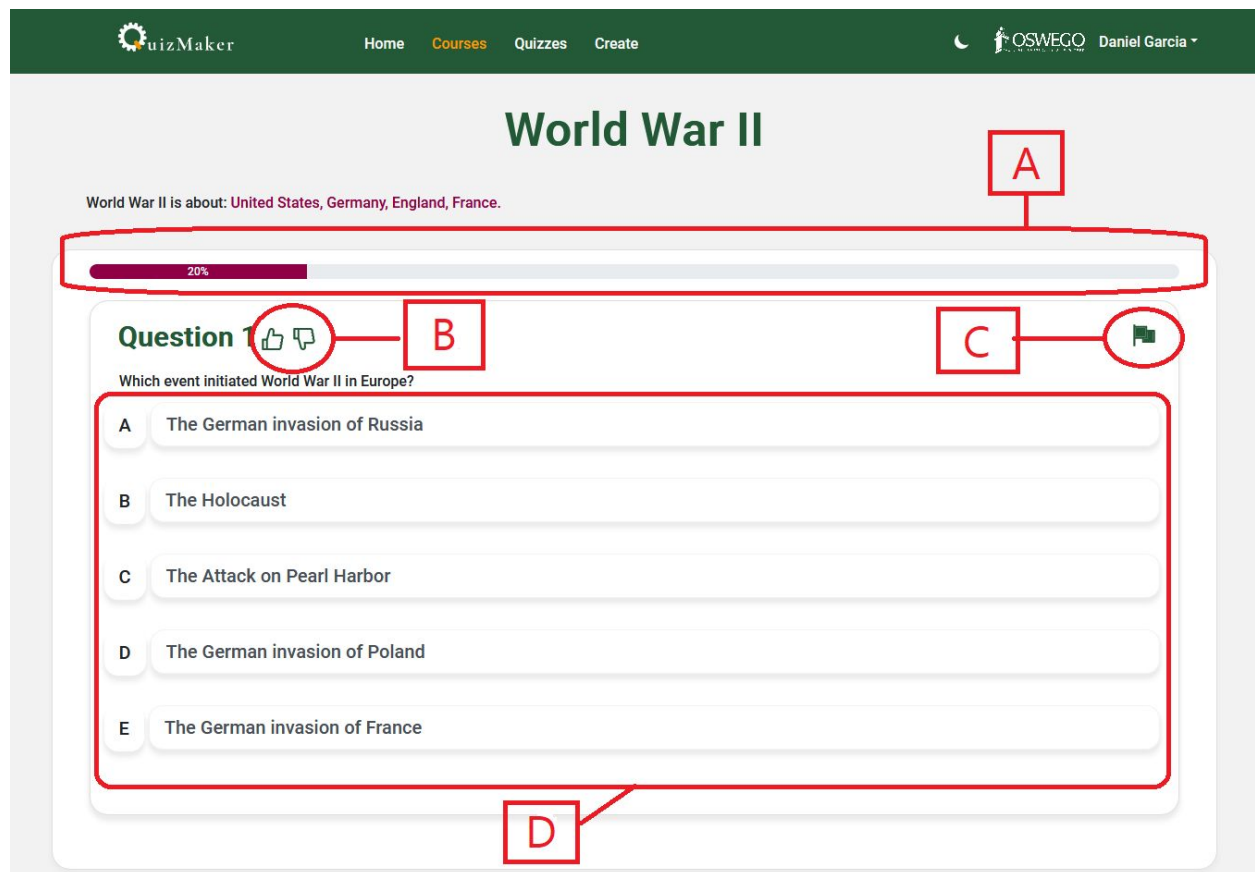 QuizMaker Home Courses Quizzes Create OSWEGO Daniel Garcia
World War II
A
World War II is about: United States, Germany, England, France.
20%
Question 1
B
C
Which event initiated World War II in Europe?
A The German invasion of Russia
B The Holocaust
C The Attack on Pearl Harbor
D The German invasion of Poland
E The German invasion of France
D